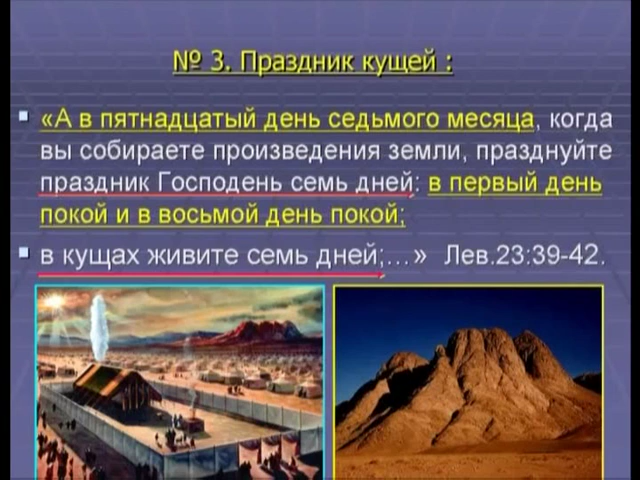 № 3. Праздник кущей :
«А в пятнадцатый день седьмого месяца, когда
вы собираете произведения земли, празднуйте
праздник Господень семь дней: в первый день
покой и в восьмой день покой;
в кущах живите семь дней;…» Лев.23:39-42.